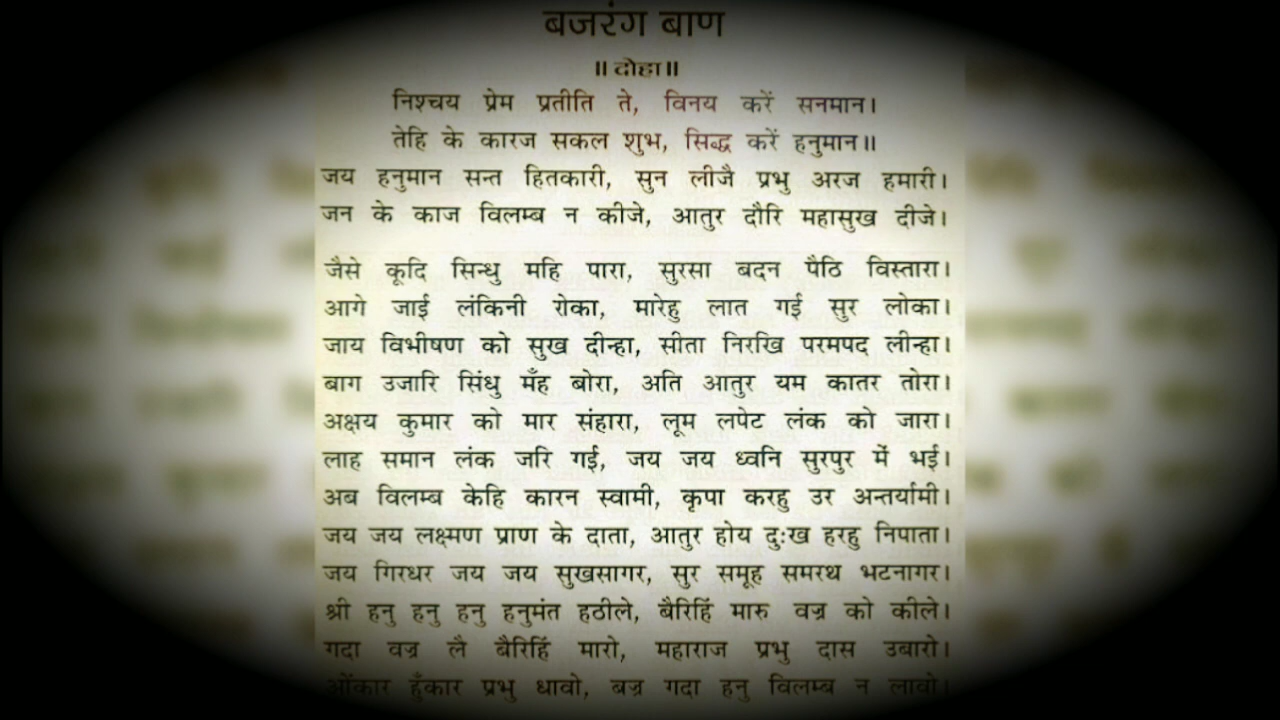 बजरंग बाण
॥ दोहा ॥
निश्चय प्रेम प्रतीति ते, विनय करें सनमान।
तेहि के कारज सकल शुभ, सिद्ध करें हनुमान॥
जय हनुमान सन्त हितकारी, सुन लीजै प्रभु अरज हमारी।
जन के काज विलम्ब न कीजे, आतुर दौरि महासुख दीजे।
जैसे कूदि सिन्धु महि पारा, सुरसा बदन पैठि विस्तारा।
आगे जाई लंकिनी रोका, मारेहु लात गई सुर लोका।
जाय विभीषण को सुख दीन्हा, सीता निरखि परमपद लीन्हा।
बाग उजारि सिंधु मँह बोरा, अति आतुर यम कातर तोरा।
अक्षय कुमार को मार संहारा, लूम लपेट लंक को जारा।
लाह समान लंक जरि गई, जय जय ध्वनि सुरपुर में भई।
अब विलम्ब केहि कारन स्वामी, कृपा करहु उर अन्तर्यामी।
जय जय लक्ष्मण प्राण के दाता, आतुर होय दुःख हरहु निपाता।
जय गिरधर जय जय सुखसागर, सुर समूह समरथ भटनागर।
श्री हनु हनु हनु हनुमंत हठीले, बैरिहिं मारु वज्र को कीले।
गदा वज्र लै बैरिहिं मारो, महाराज प्रभु दास उबारो।
ओंकार हुँकार प्रभु धावो, बज्र गदा हनु विलम्ब न लावो।